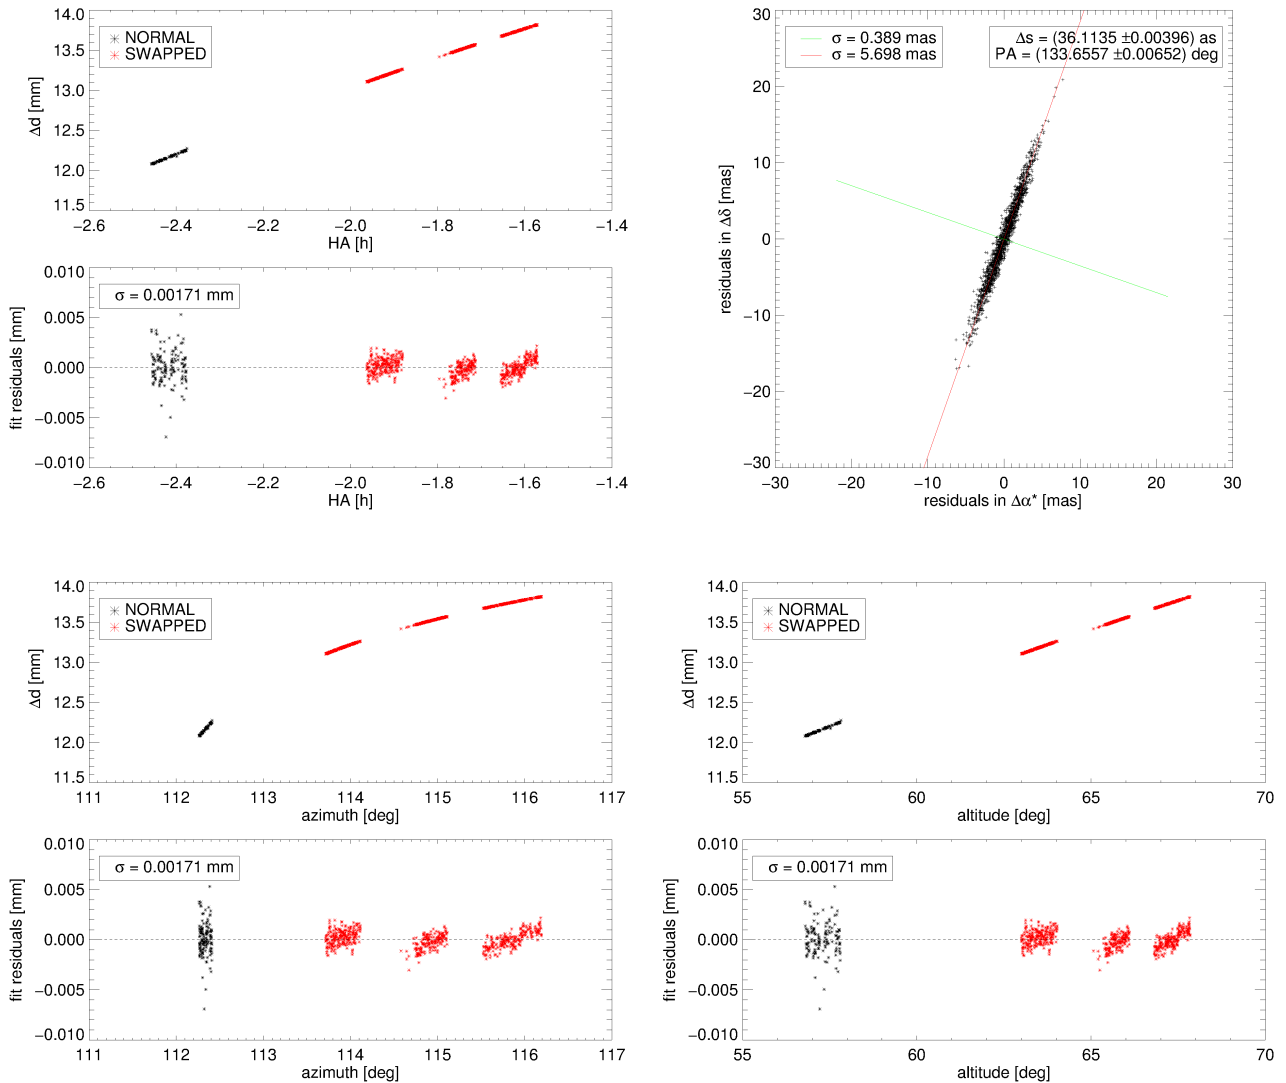 14.0
13.5
13.0
12.5
12.0
11.5
Δd [mm]
✳ NORMAL
✳ SWAPPED
−2.6 −2.4 −2.2 −2.0 −1.8 −1.6 −1.4
HA [h]
0.010
0.005
0.000
−0.005
−0.010
fit residuals [mm]
σ = 0.00171 mm
−2.6 −2.4 −2.2 −2.0 −1.8 −1.6 −1.4
HA [h]
30
20
10
0
−10
−20
−30
residuals in Δδ [mas]
σ = 0.389 mas
σ = 5.698 mas
Δs = (36.1135 ±0.00396) as
PA = (133.6557 ±0.00652) deg
−30 −20 −10 0 10 20 30
residuals in Δα* [mas]
14.0
13.5
13.0
12.5
12.0
11.5
Δd [mm]
✳ NORMAL
✳ SWAPPED
111 112 113 114 115 116 117
azimuth [deg]
14.0
13.5
13.0
12.5
12.0
11.5
Δd [mm]
✳ NORMAL
✳ SWAPPED
55 60 65 70
altitude [deg]
0.010
0.005
0.000
−0.005
−0.010
fit residuals [mm]
σ = 0.00171 mm
111 112 113 114 115 116 117
azimuth [deg]
0.010
0.005
0.000
−0.005
−0.010
fit residuals [mm]
σ = 0.00171 mm
55 60 65 70
altitude [deg]